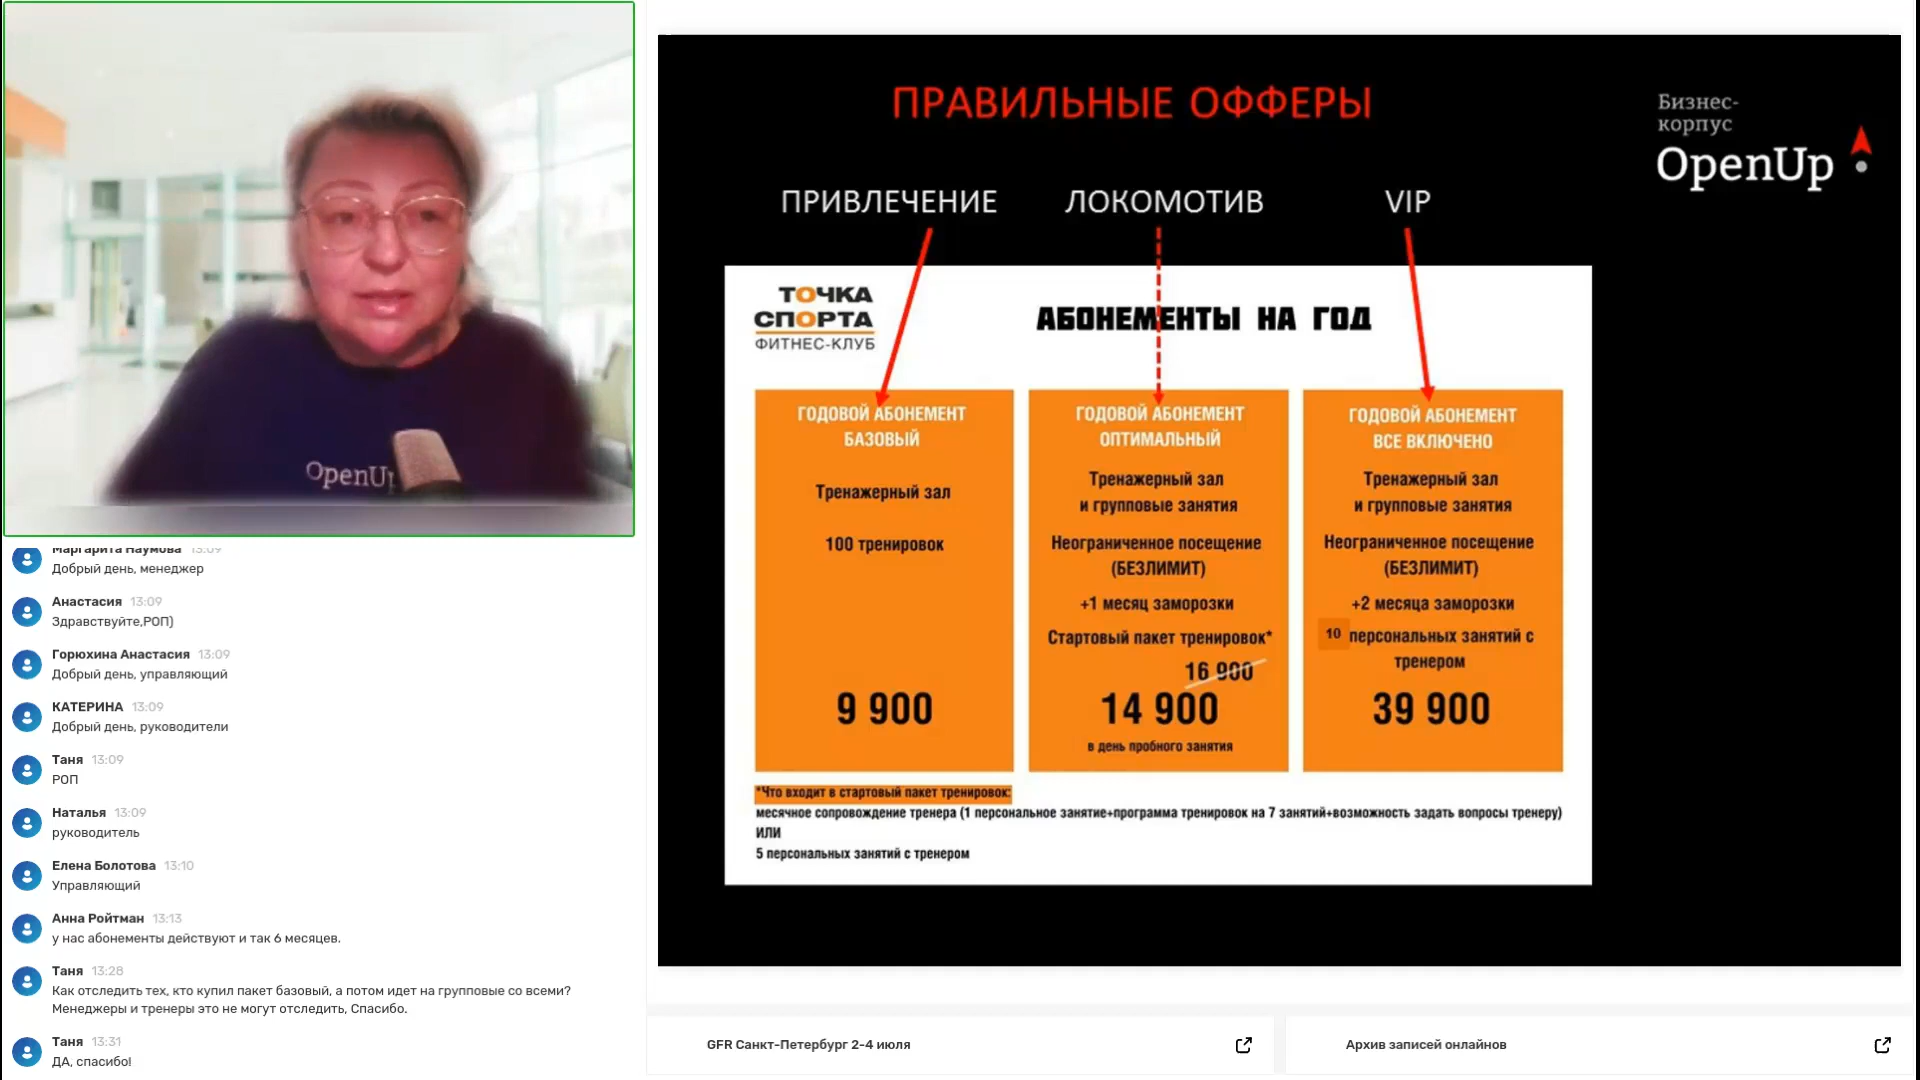 OpenUp
Маргарита Наумова 13:09
Добрый день, менеджер
Анастасия 13:09
Здравствуйте,РОП)
Горюхина Анастасия 13:09
Добрый день, управляющий
КАТЕРИНА 13:09
Добрый день, руководители
Таня 13:09
РОП
Наталья 13:09
руководитель
Елена Болотова 13:10
Управляющий
Анна Ройтман 13:13
у нас абонементы действуют и так 6 месяцев.
Таня 13:28
Как отследить тех, кто купил пакет базовый, а потом идет на групповые со всеми?
Менеджеры и тренеры это не могут отследить, Спасибо.
Таня 13:31
ДА, спасибо!
ПРАВИЛЬНЫЕ ОФФЕРЫ
Бизнес-
корпус
OpenUp
ПРИВЛЕЧЕНИЕ
ЛОКОМОТИВ
VIP
ТОЧКА
СПОРТА
ФИТНЕС-КЛУБ
АБОНЕМЕНТЫ НА ГОД
ГОДОВОЙ АБОНЕМЕНТ
БАЗОВЫЙ
Тренажерный зал
100 тренировок
9 900
ГОДОВОЙ АБОНЕМЕНТ
ОПТИМАЛЬНЫЙ
Тренажерный зал
и групповые занятия
Неограниченное посещение
(БЕЗЛИМИТ)
+1 месяц заморозки
Стартовый пакет тренировок*
16 900
14 900
в день пробного занятия
ГОДОВОЙ АБОНЕМЕНТ
ВСЕ ВКЛЮЧЕНО
Тренажерный зал
и групповые занятия
Неограниченное посещение
(БЕЗЛИМИТ)
+2 месяца заморозки
10 персональных занятий с
тренером
39 900
*Что входит в стартовый пакет тренировок:
месячное сопровождение тренера (1 персональное занятие+программа тренировок на 7 занятий+возможность задать вопросы тренеру)
ИЛИ
5 персональных занятий с тренером
GFR Санкт-Петербург 2-4 июля
Архив записей онлайнов